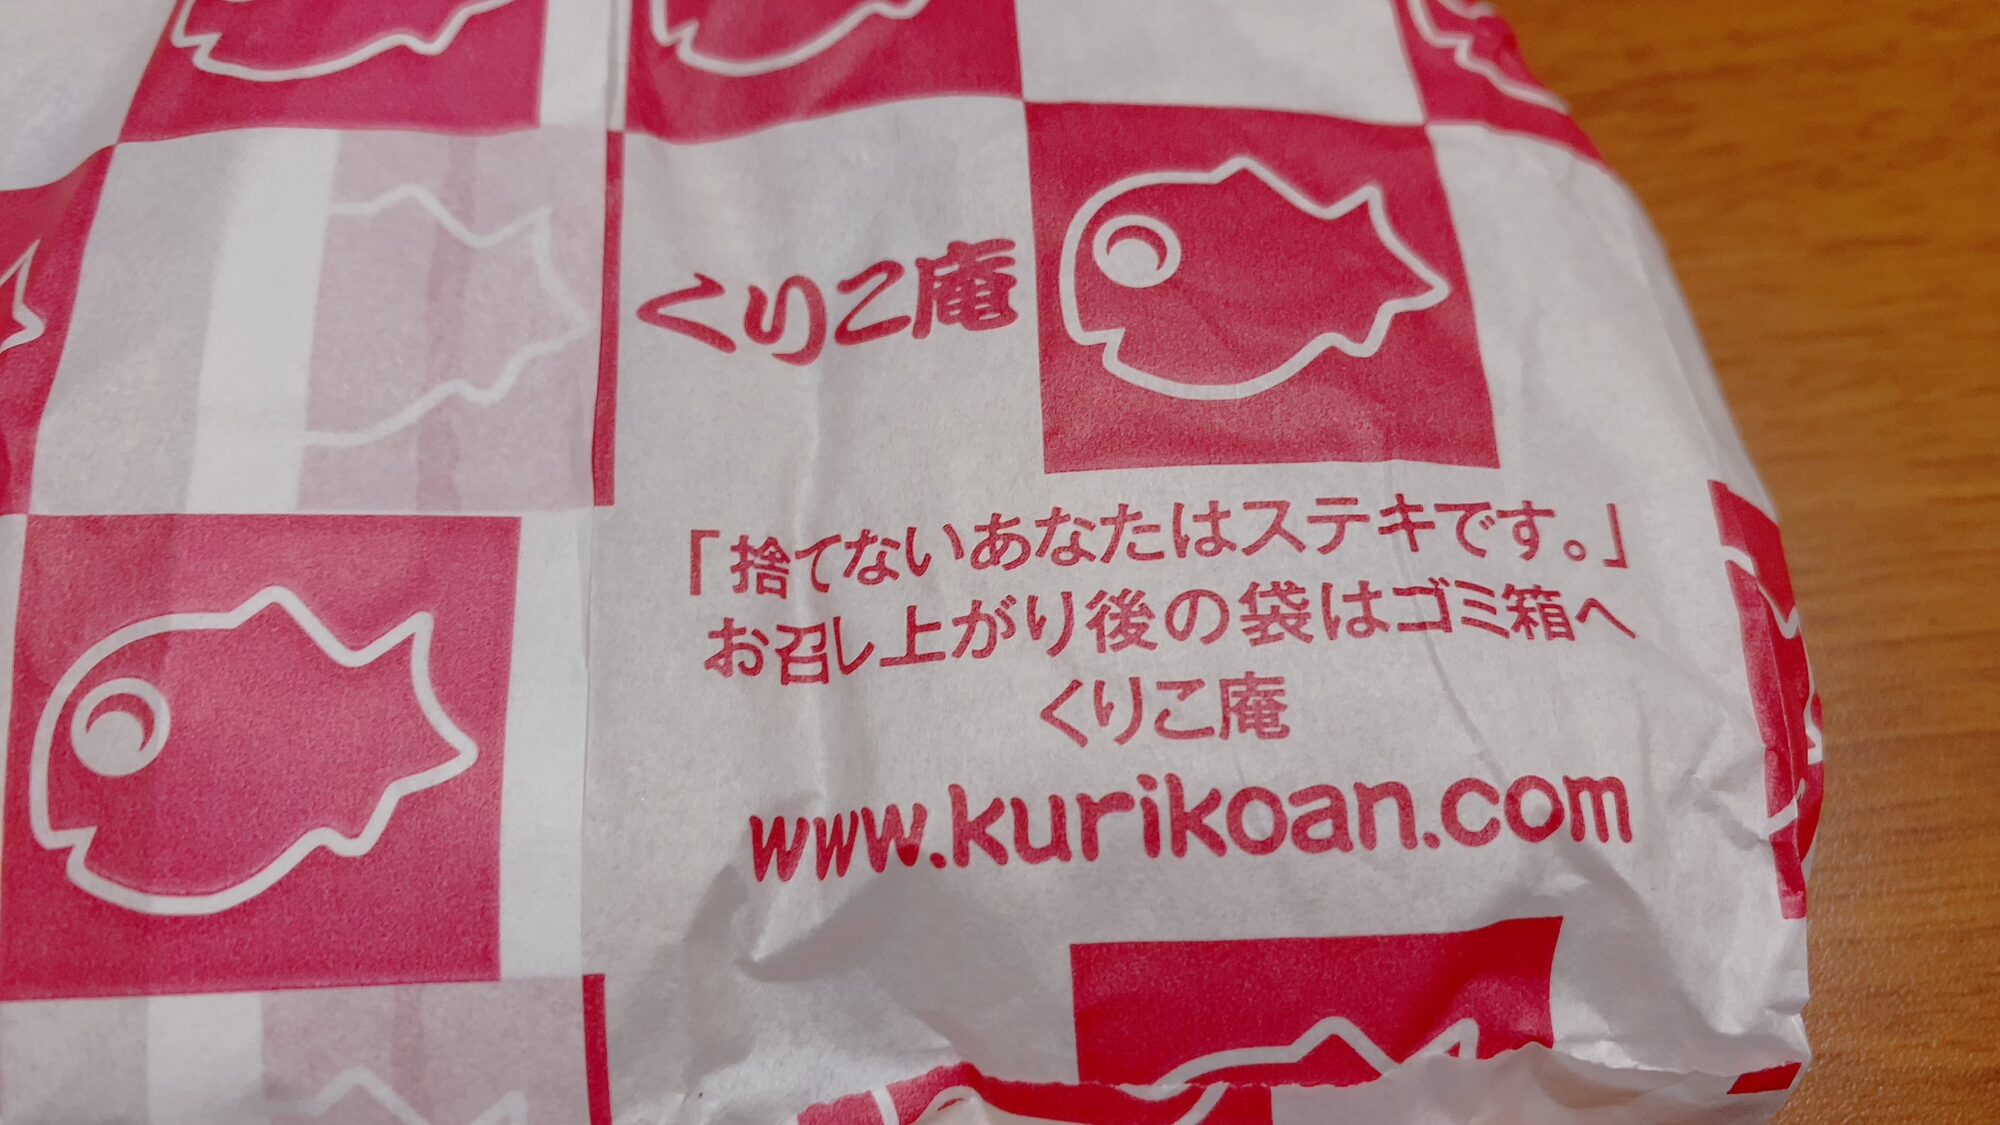 くりこ庵
「捨てないあなたはステキです。」
お召し上がり後の袋はゴミ箱へ
くりこ庵
www.kurikoan.com